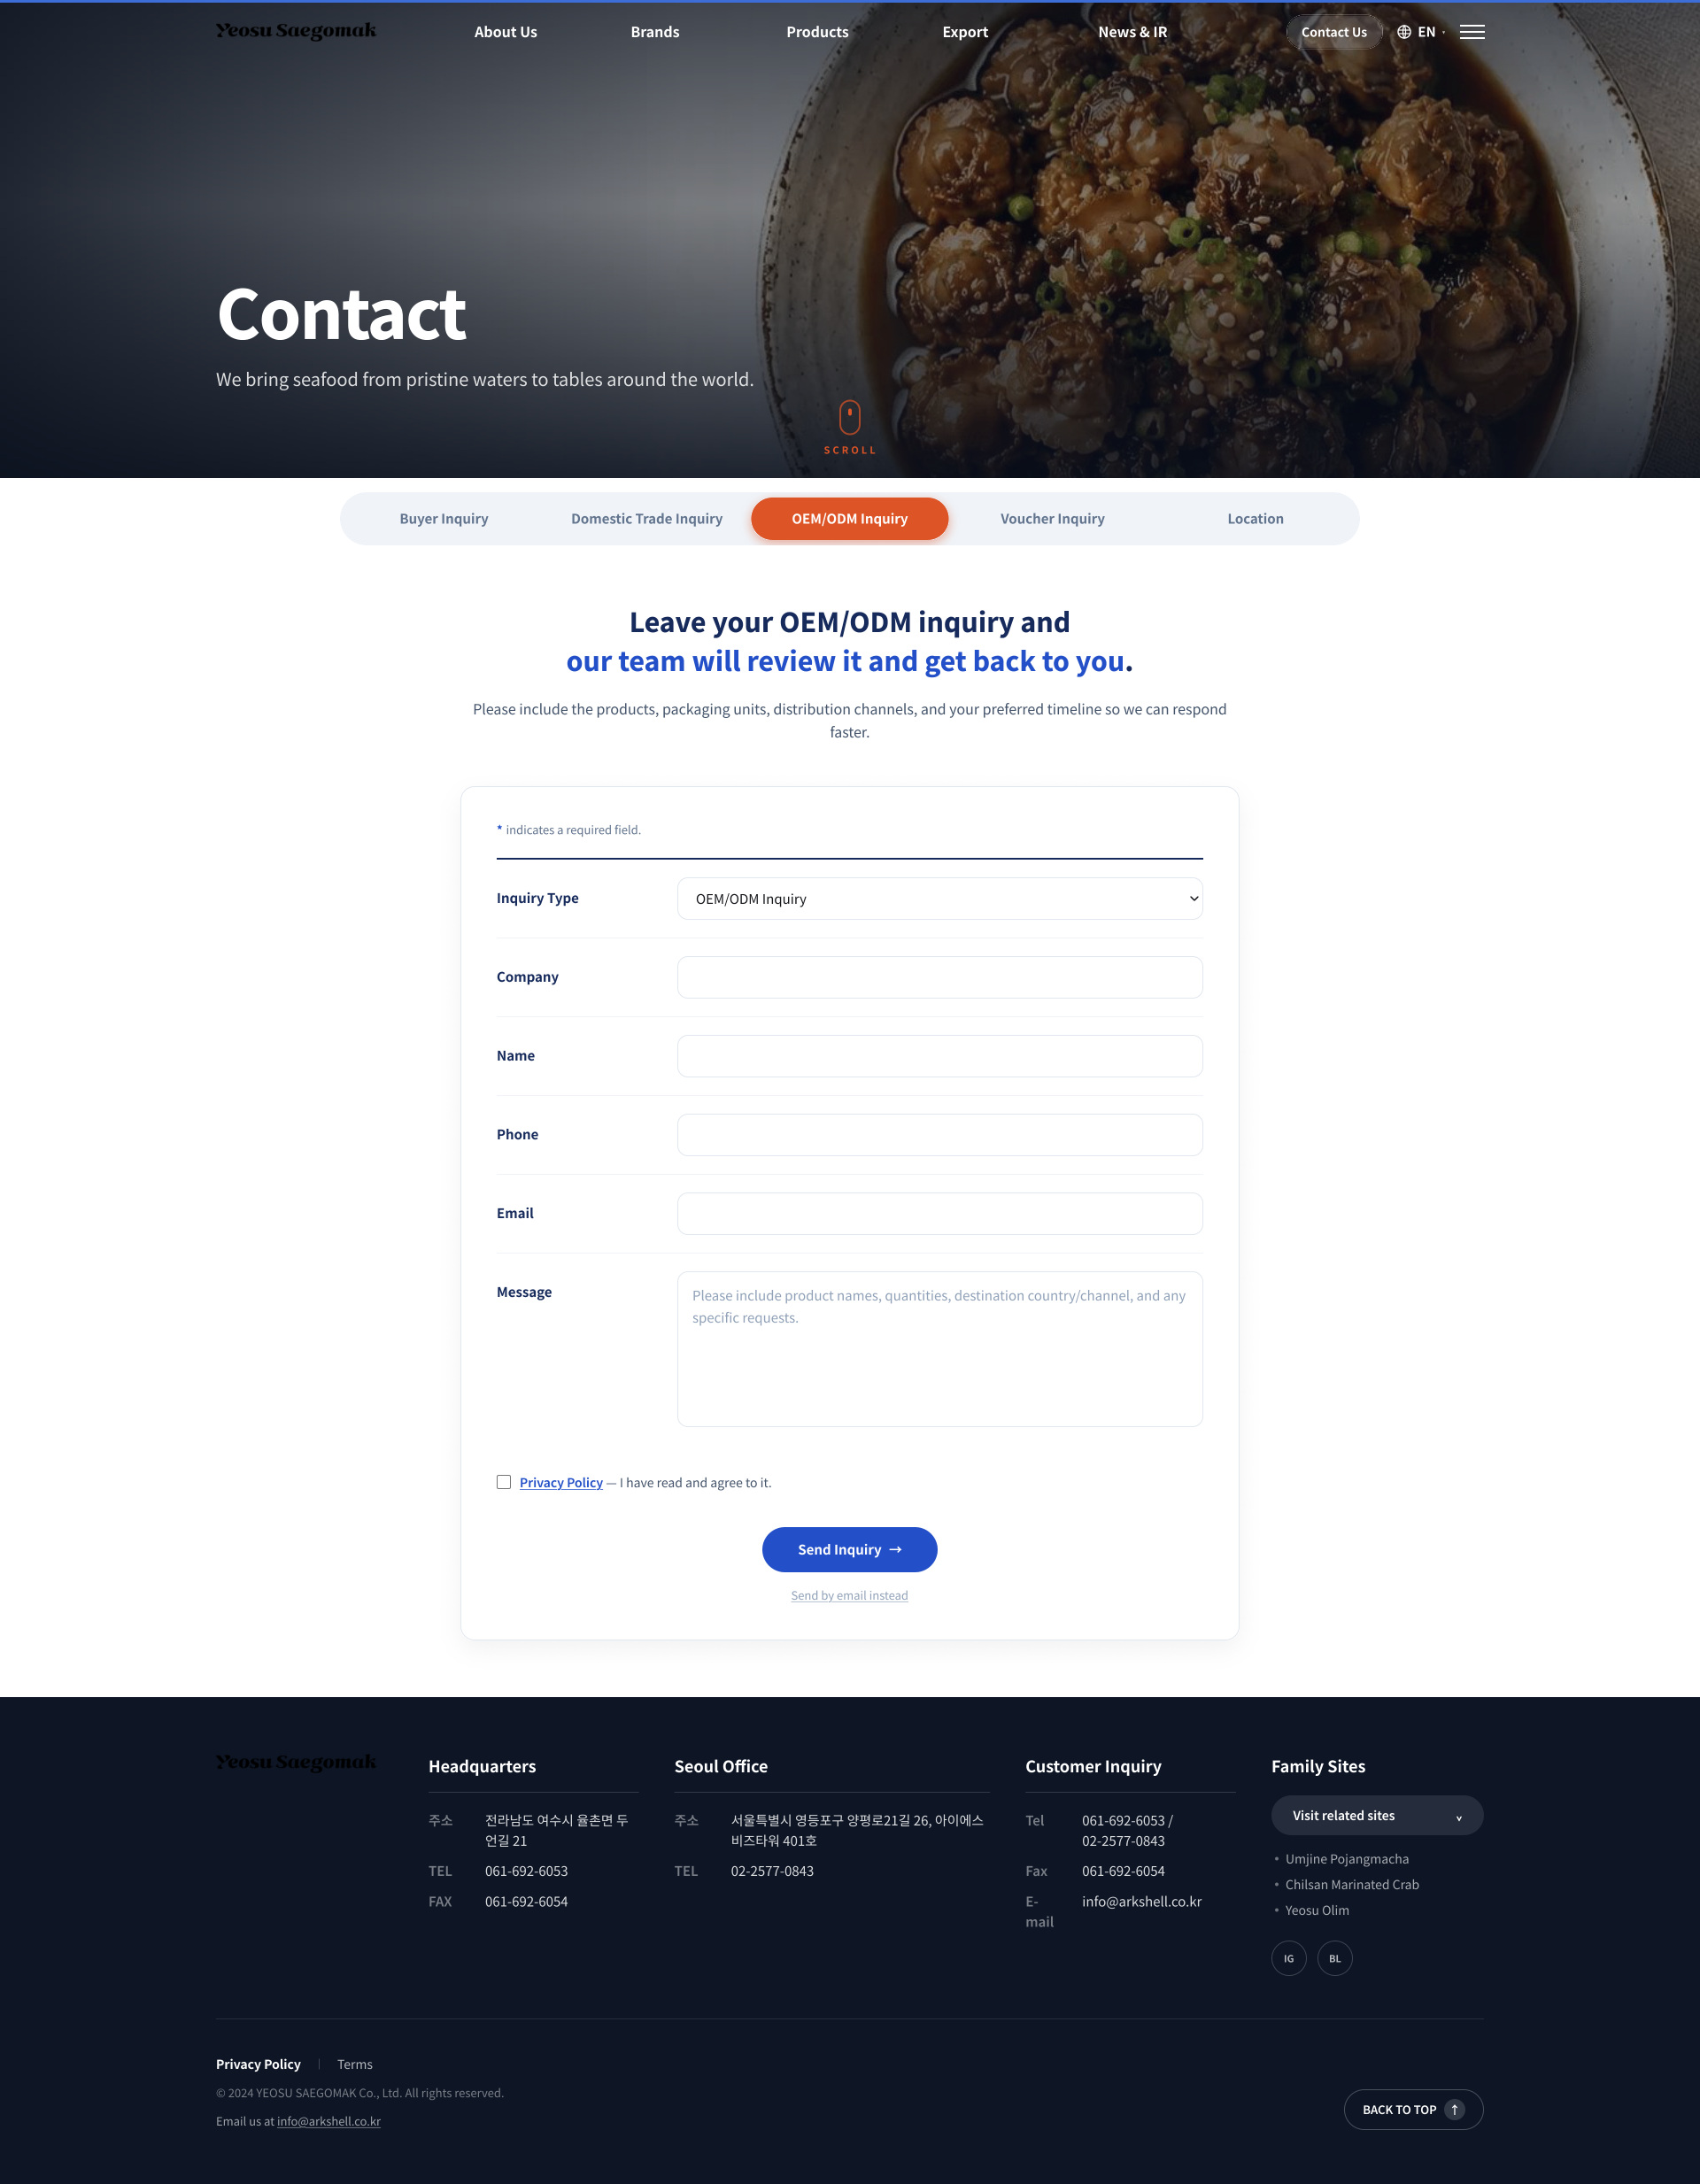 Yeosu Saegomak
About Us
Brands
Products
Export
News & IR
Contact Us
EN
Contact
We bring seafood from pristine waters to tables around the world.
SCROLL
Buyer Inquiry
Domestic Trade Inquiry
OEM/ODM Inquiry
Voucher Inquiry
Location
Leave your OEM/ODM inquiry and
our team will review it and get back to you.
Please include the products, packaging units, distribution channels, and your preferred timeline so we can respond
faster.
* indicates a required field.
Inquiry Type
OEM/ODM Inquiry
Company
Name
Phone
Email
Message
Please include product names, quantities, destination country/channel, and any
specific requests.
Privacy Policy — I have read and agree to it.
Send Inquiry →
Send by email instead
Yeosu Saegomak
Headquarters
주소 전라남도 여수시 율촌면 두
언길 21
TEL 061-692-6053
FAX 061-692-6054
Seoul Office
주소 서울특별시 영등포구 양평로21길 26, 아이에스
비즈타워 401호
TEL 02-2577-0843
Customer Inquiry
Tel 061-692-6053 /
02-2577-0843
Fax 061-692-6054
E- info@arkshell.co.kr
mail
Family Sites
Visit related sites
• Umjine Pojangmacha
• Chilsan Marinated Crab
• Yeosu Olim
IG
BL
Privacy Policy | Terms
© 2024 YEOSU SAEGOMAK Co., Ltd. All rights reserved.
Email us at info@arkshell.co.kr
BACK TO TOP ↑